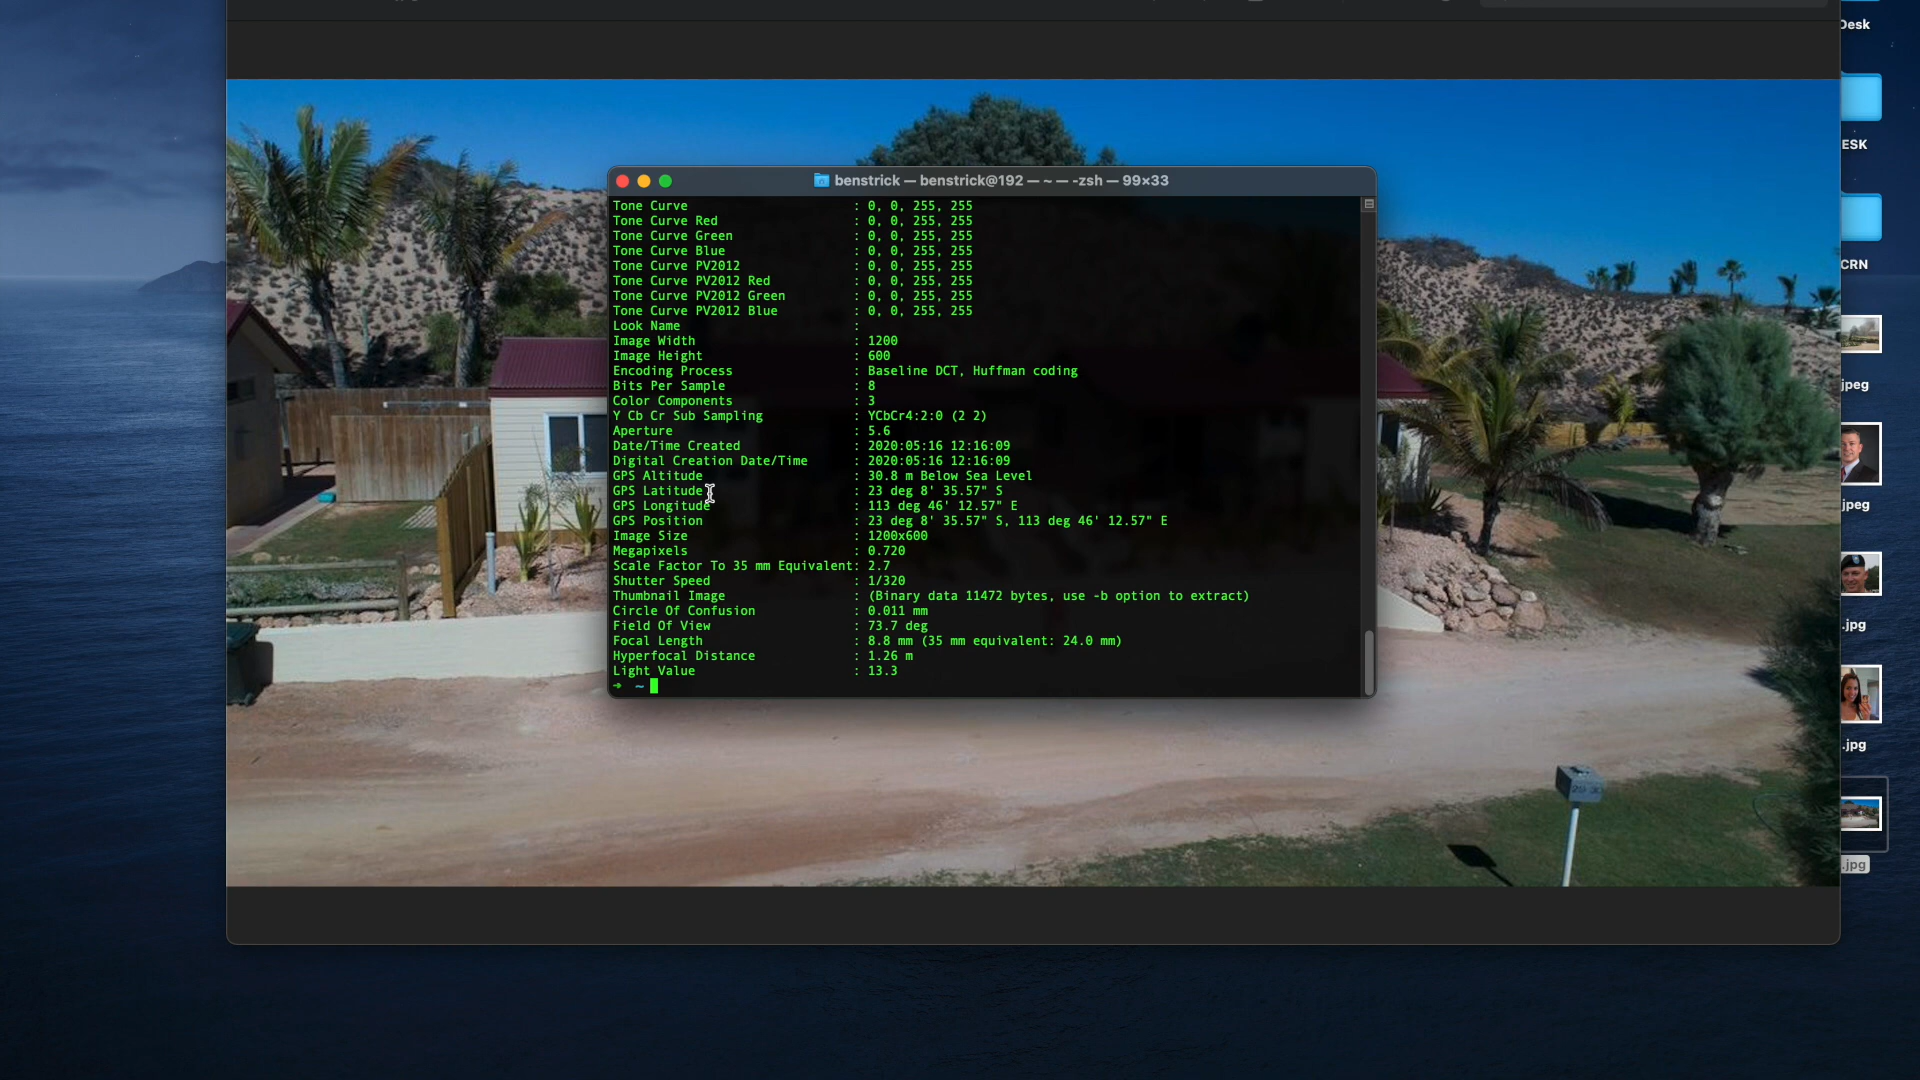 benstrick — benstrick@192 — ~ — -zsh — 99×33
Tone Curve : 0, 0, 255, 255
Tone Curve Red : 0, 0, 255, 255
Tone Curve Green : 0, 0, 255, 255
Tone Curve Blue : 0, 0, 255, 255
Tone Curve PV2012 : 0, 0, 255, 255
Tone Curve PV2012 Red : 0, 0, 255, 255
Tone Curve PV2012 Green : 0, 0, 255, 255
Tone Curve PV2012 Blue : 0, 0, 255, 255
Look Name :
Image Width : 1200
Image Height : 600
Encoding Process : Baseline DCT, Huffman coding
Bits Per Sample : 8
Color Components : 3
Y Cb Cr Sub Sampling : YCbCr4:2:0 (2 2)
Aperture : 5.6
Date/Time Created : 2020:05:16 12:16:09
Digital Creation Date/Time : 2020:05:16 12:16:09
GPS Altitude : 30.8 m Below Sea Level
GPS Latitude : 23 deg 8' 35.57" S
GPS Longitude : 113 deg 46' 12.57" E
GPS Position : 23 deg 8' 35.57" S, 113 deg 46' 12.57" E
Image Size : 1200x600
Megapixels : 0.720
Scale Factor To 35 mm Equivalent: 2.7
Shutter Speed : 1/320
Thumbnail Image : (Binary data 11472 bytes, use -b option to extract)
Circle Of Confusion : 0.011 mm
Field Of View : 73.7 deg
Focal Length : 8.8 mm (35 mm equivalent: 24.0 mm)
Hyperfocal Distance : 1.26 m
Light Value : 13.3
➜ ~
Desk
ESK
CRN
jpeg
jpeg
.jpg
.jpg
.jpg